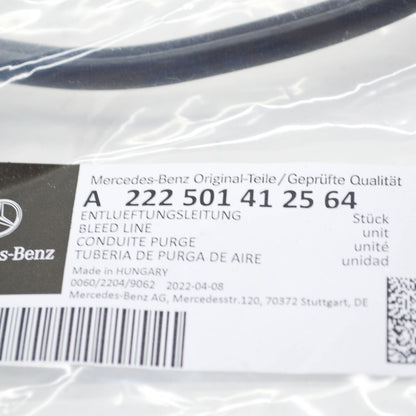 Mercedes-Benz Original-Teile/Geprüfte Qualität
A 222 501 41 25 64
ENTLUEFTUNGSLEITUNG Stück
BLEED LINE unit
CONDUITE PURGE unité
TUBERIA DE PURGA DE AIRE unidad
Made in HUNGARY
0060/2204/9062 2022-04-08
Mercedes-Benz AG, Mercedesstr.120, 70372 Stuttgart, DE
s-Benz